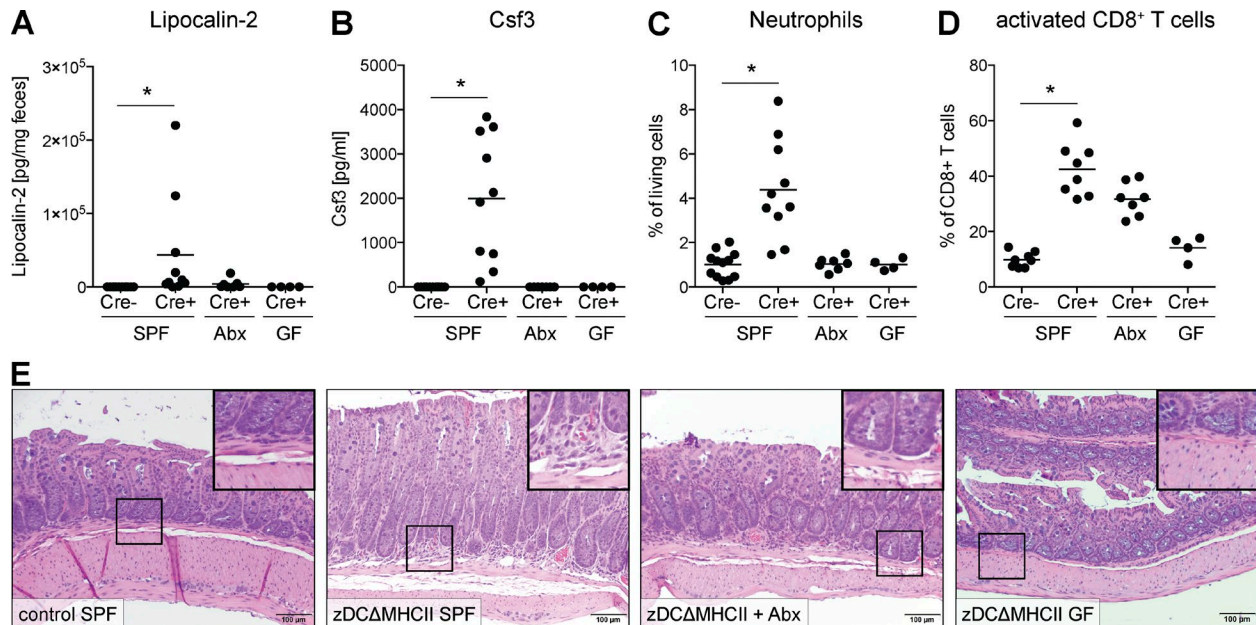 A Lipocalin-2
Lipocalin-2 [pg/mg feces]
3×10⁵
2×10⁵
1×10⁵
0
*
Cre- Cre+ Cre+ Cre+
SPF Abx GF
B Csf3
Csf3 [pg/ml]
5000
4000
3000
2000
1000
0
*
Cre- Cre+ Cre+ Cre+
SPF Abx GF
C Neutrophils
% of living cells
10
8
6
4
2
0
*
Cre- Cre+ Cre+ Cre+
SPF Abx GF
D activated CD8⁺ T cells
% of CD8+ T cells
80
60
40
20
0
*
Cre- Cre+ Cre+ Cre+
SPF Abx GF
E
control SPF
100 µm
zDCΔMHCII SPF
100 µm
zDCΔMHCII + Abx
100 µm
zDCΔMHCII GF
100 µm